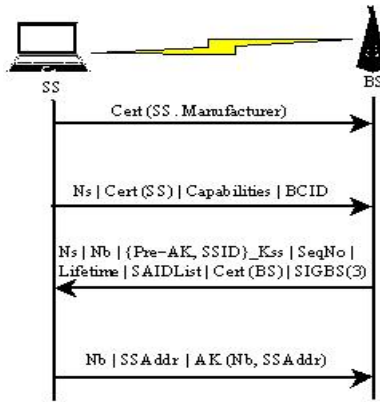 SS
BS
Cert (SS . Manufacturer)
Ns | Cert (SS) | Capabilities | BCID
Ns | Nb | {Pre-AK, SSID}_Kss | SeqNo |
Lifetime | SAIDList | Cert (BS) | SIGBS(3)
Nb | SSAddr | AK (Nb, SSAddr)